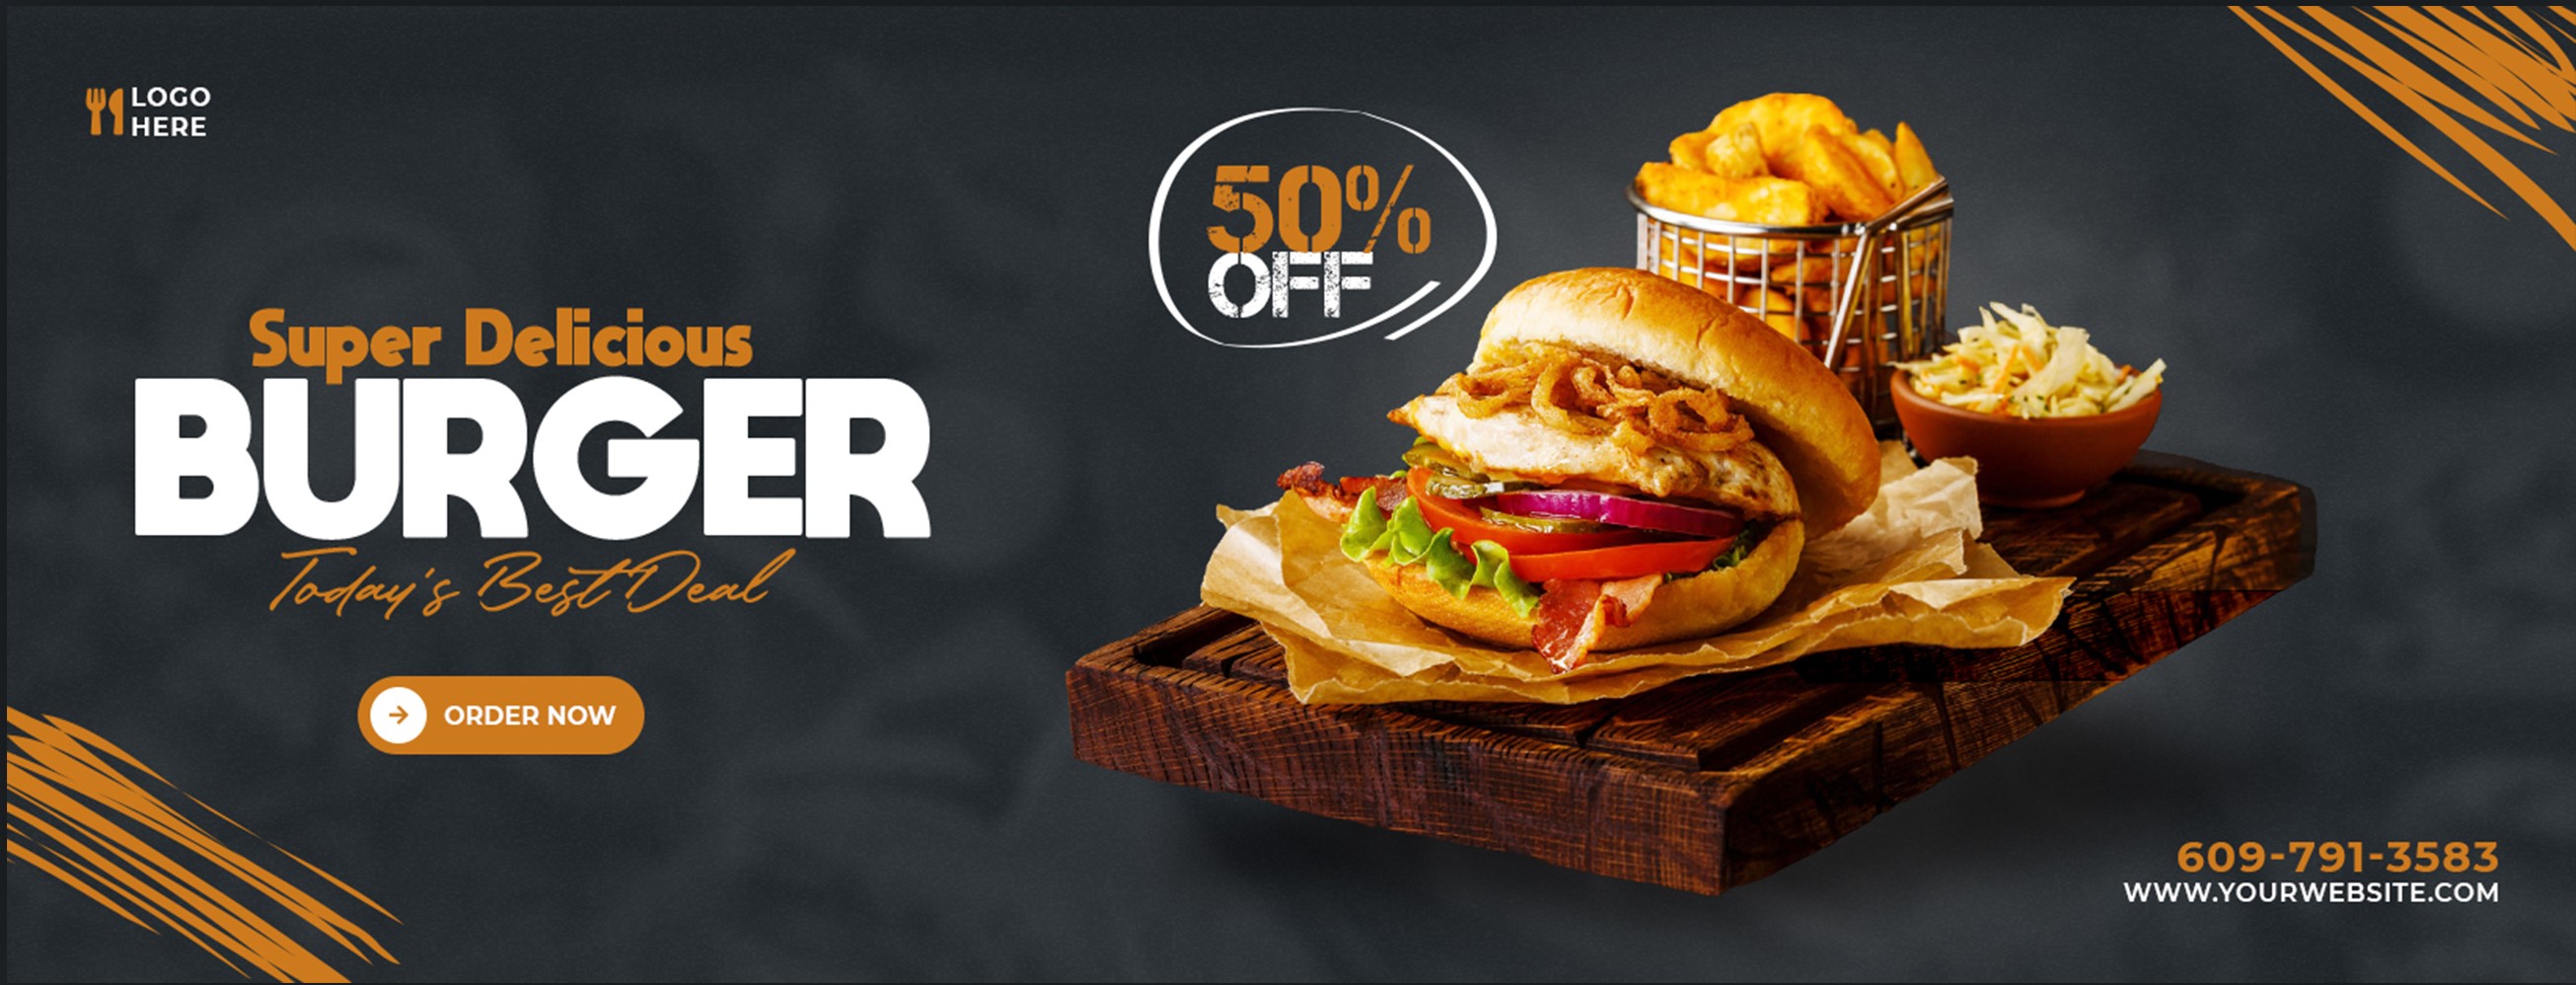 LOGO
HERE
50%
OFF
Super Delicious
BURGER
Today's Best Deal
ORDER NOW
609-791-3583
WWW.YOURWEBSITE.COM